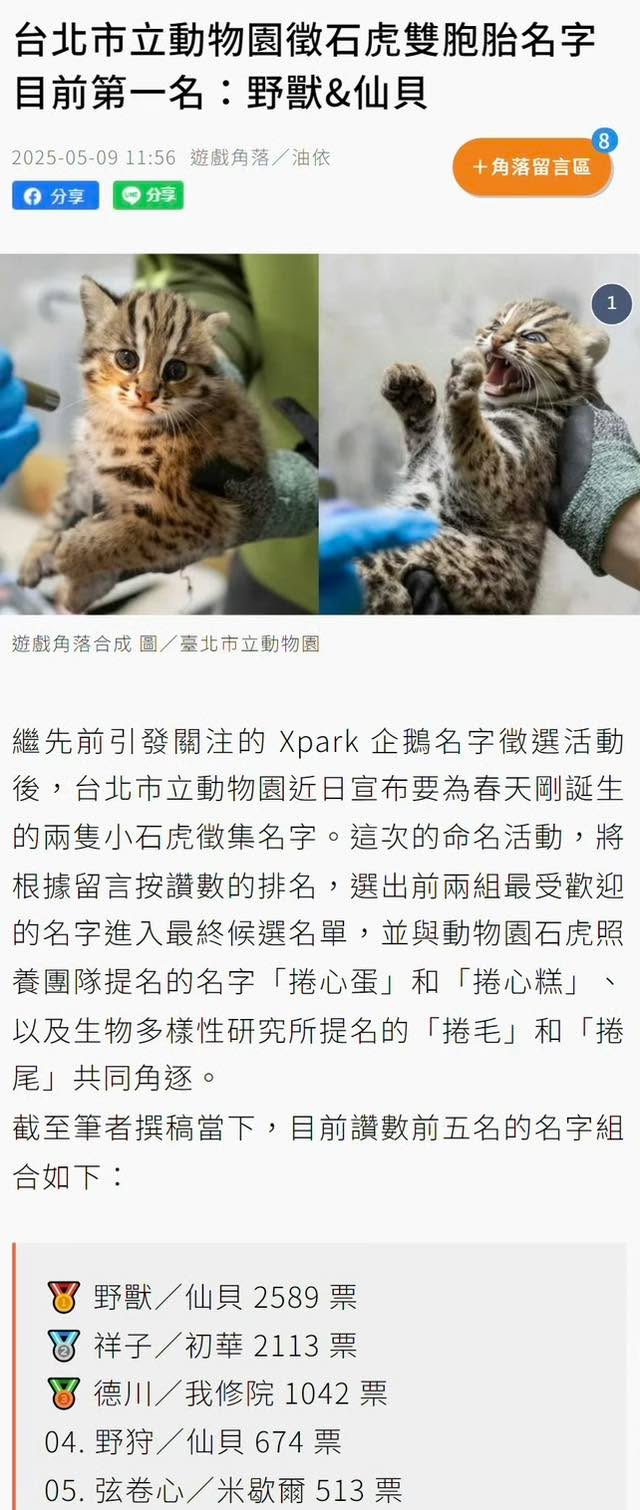 台北市立動物園徵石虎雙胞胎名字
目前第一名：野獸&仙貝
2025-05-09 11:56 遊戲角落／油依
8
＋角落留言區
分享
LINE 分享
1
遊戲角落合成 圖／臺北市立動物園
繼先前引發關注的 Xpark 企鵝名字徵選活動
後，台北市立動物園近日宣布要為春天剛誕生
的兩隻小石虎徵集名字。這次的命名活動，將
根據留言按讚數的排名，選出前兩組最受歡迎
的名字進入最終候選名單，並與動物園石虎照
養團隊提名的名字「捲心蛋」和「捲心糕」、
以及生物多樣性研究所提名的「捲毛」和「捲
尾」共同角逐。
截至筆者撰稿當下，目前讚數前五名的名字組
合如下：
🥇 野獸／仙貝 2589 票
🥈 祥子／初華 2113 票
🥉 德川／我修院 1042 票
04. 野狩／仙貝 674 票
05. 弦卷心／米歇爾 513 票